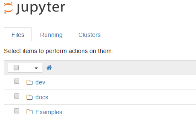 jupyter
Files Running Clusters
Select items to perform actions on them.
dev
docs
Examples